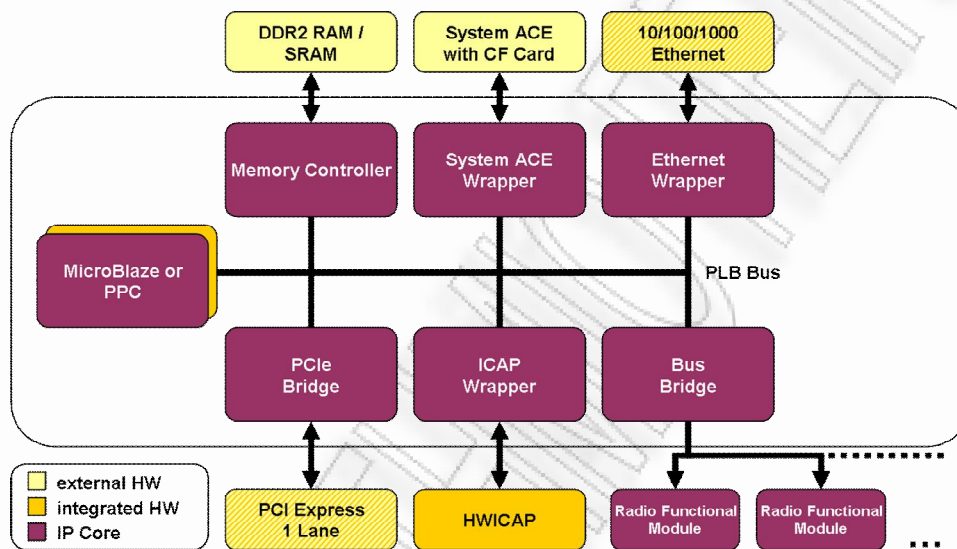 DDR2 RAM /
SRAM
System ACE
with CF Card
10/100/1000
Ethernet
Memory Controller
System ACE
Wrapper
Ethernet
Wrapper
MicroBlaze or
PPC
PLB Bus
PCIe
Bridge
ICAP
Wrapper
Bus
Bridge
external HW
integrated HW
IP Core
PCI Express
1 Lane
HWICAP
Radio Functional
Module
Radio Functional
Module
...